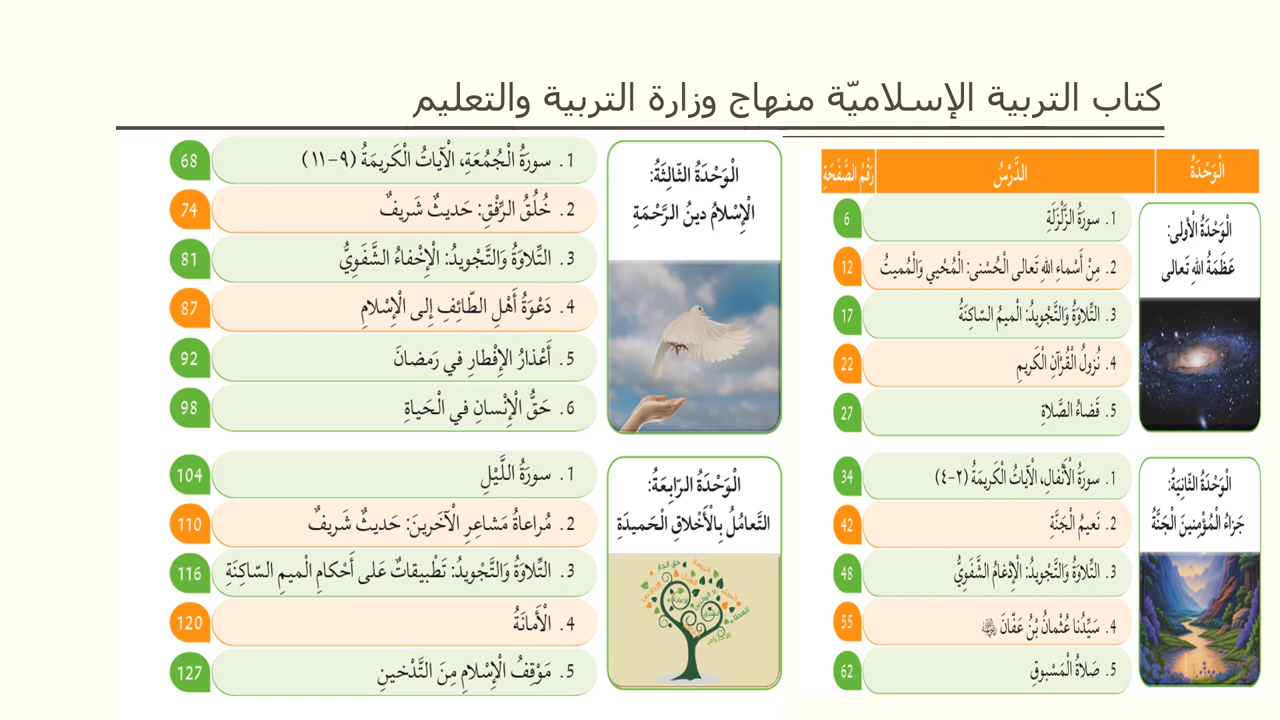 كتاب التربية الإسلاميّة منهاج وزارة التربية والتعليم
الْوَحْدَةُ الدَّرْسُ رَقْمُ الصَّفْحَةِ
الْوَحْدَةُ الْأولى:
عَظَمَةُ اللهِ تَعالى
1. سورَةُ الزَّلْزَلَةِ 6
2. مِنْ أَسْماءِ اللهِ تَعالى الْحُسْنى: الْمُحْيي وَالْمُميتُ 12
3. التِّلاوَةُ وَالتَّجْويدُ: الْميمُ السّاكِنَةُ 17
4. نُزولُ الْقُرْآنِ الْكَريمِ 22
5. قَضاءُ الصَّلاةِ 27
الْوَحْدَةُ الثّانِيَةُ:
جَزاءُ الْمُؤْمِنينَ الْجَنَّةُ
1. سورَةُ الْأَنْفالِ، الْآياتُ الْكَريمَةُ (٢-٤) 34
2. نَعيمُ الْجَنَّةِ 42
3. التِّلاوَةُ وَالتَّجْويدُ: الْإِدْغامُ الشَّفَوِيُّ 48
4. سَيِّدُنا عُثْمانُ بْنُ عَفّانَ 55
5. صَلاةُ الْمَسْبوقِ 62
الْوَحْدَةُ الثّالِثَةُ:
الْإِسْلامُ دينُ الرَّحْمَةِ
1. سورَةُ الْجُمُعَةِ، الْآياتُ الْكَريمَةُ (٩-١١) 68
2. خُلُقُ الرِّفْقِ: حَديثٌ شَريفٌ 74
3. التِّلاوَةُ وَالتَّجْويدُ: الْإِخْفاءُ الشَّفَوِيُّ 81
4. دَعْوَةُ أَهْلِ الطّائِفِ إِلى الْإِسْلامِ 87
5. أَعْذارُ الإِفْطارِ في رَمَضانَ 92
6. حَقُّ الْإِنْسانِ في الْحَياةِ 98
الْوَحْدَةُ الرّابِعَةُ:
التَّعامُلُ بِالْأَخْلاقِ الْحَميدَةِ
1. سورَةُ اللَّيْلِ 104
2. مُراعاةُ مَشاعِرِ الْآخَرينَ: حَديثٌ شَريفٌ 110
3. التِّلاوَةُ وَالتَّجْويدُ: تَطْبيقاتٌ عَلى أَحْكامِ الْميمِ السّاكِنَةِ 116
4. الْأَمانَةُ 120
5. مَوْقِفُ الْإِسْلامِ مِنَ التَّدْخينِ 127